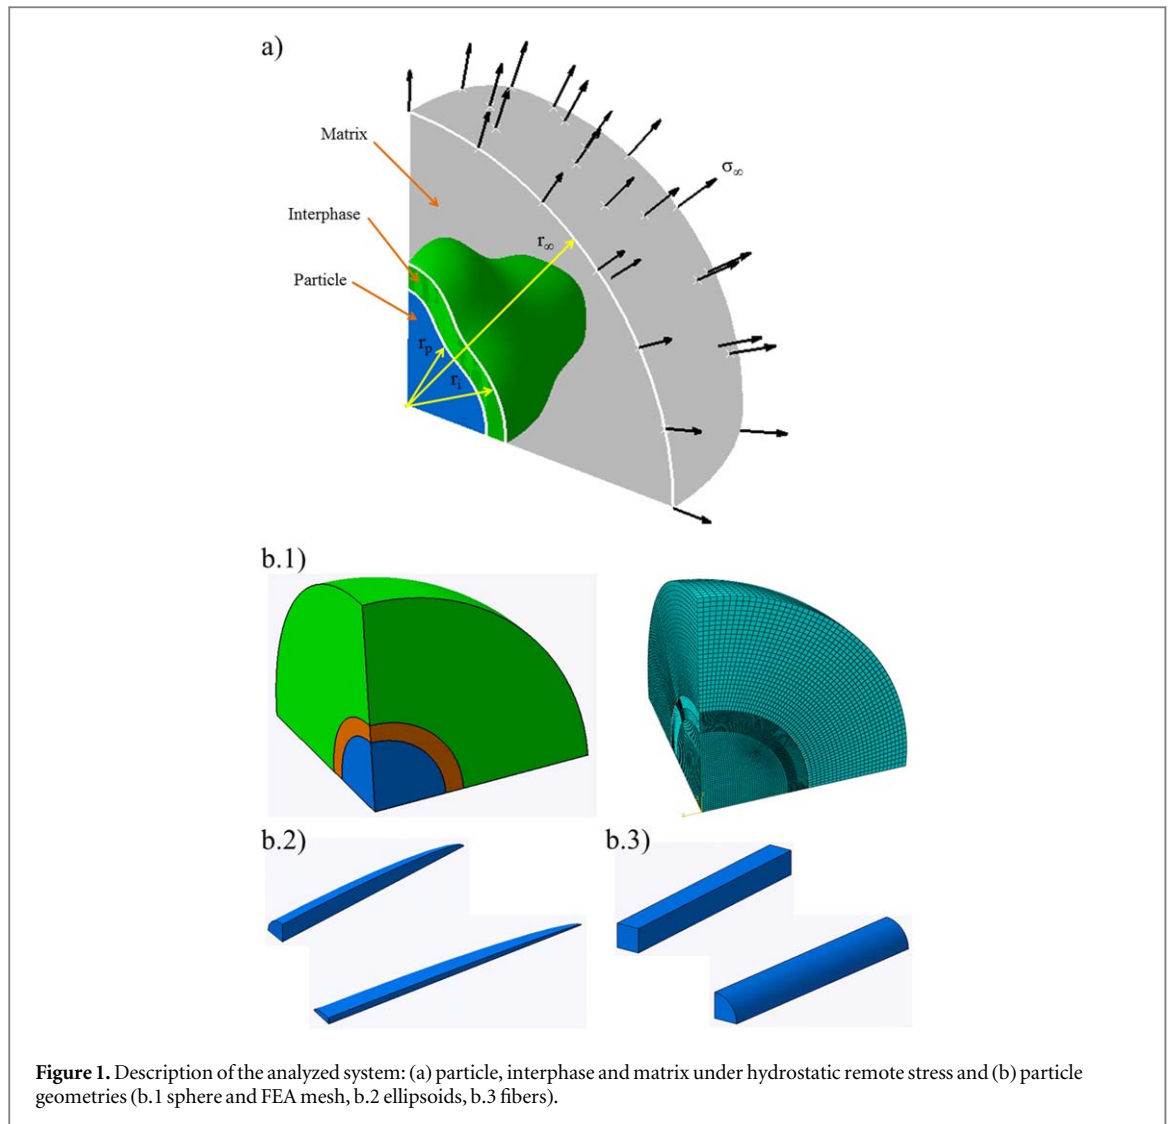 a)
Matrix
σ∞
Interphase
r∞
Particle
rp
ri
b.1)
b.2)
b.3)
Figure 1. Description of the analyzed system: (a) particle, interphase and matrix under hydrostatic remote stress and (b) particle
geometries (b.1 sphere and FEA mesh, b.2 ellipsoids, b.3 fibers).